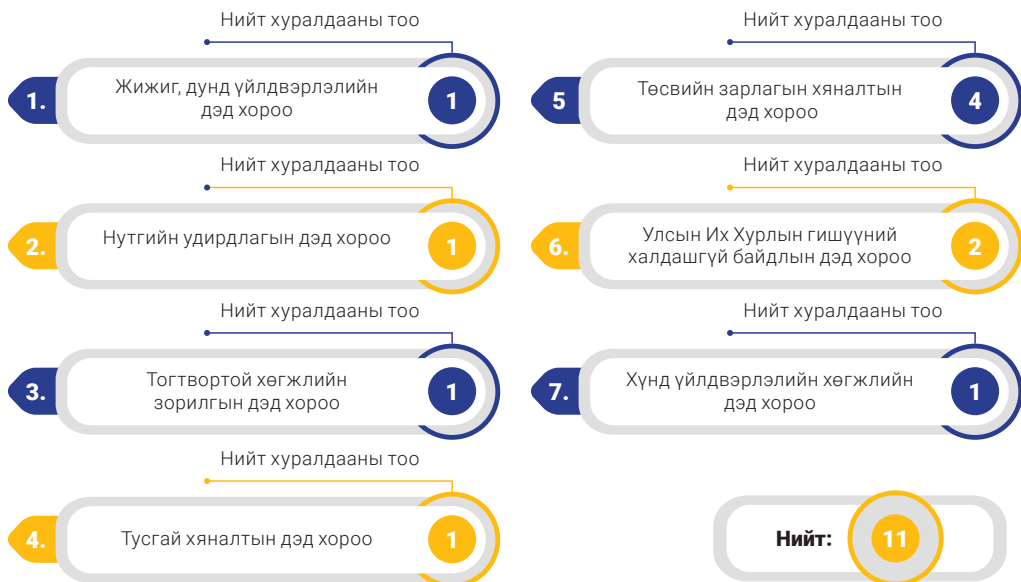 Нийт хуралдааны тоо
1.
Жижиг, дунд үйлдвэрлэлийн
дэд хороо
1
Нийт хуралдааны тоо
2.
Нутгийн удирдлагын дэд хороо
1
Нийт хуралдааны тоо
3.
Тогтвортой хөгжлийн
зорилгын дэд хороо
1
Нийт хуралдааны тоо
4.
Тусгай хяналтын дэд хороо
1
Нийт хуралдааны тоо
5
Төсвийн зарлагын хяналтын
дэд хороо
4
Нийт хуралдааны тоо
6.
Улсын Их Хурлын гишүүний
халдашгүй байдлын дэд хороо
2
Нийт хуралдааны тоо
7.
Хүнд үйлдвэрлэлийн хөгжлийн
дэд хороо
1
Нийт:
11